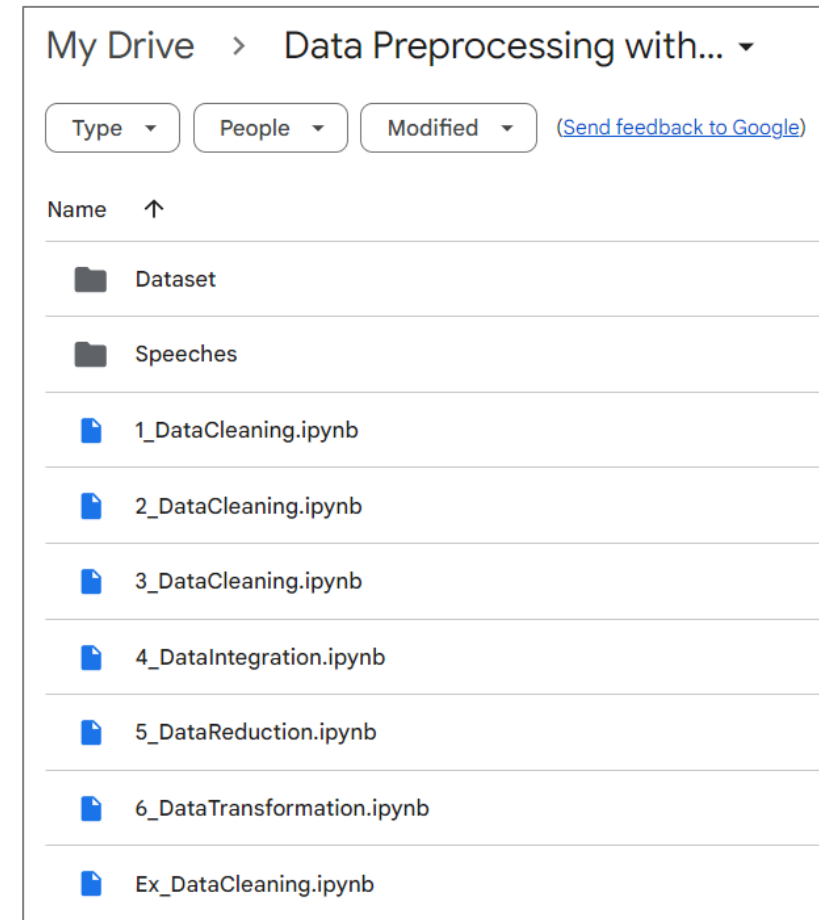 My Drive > Data Preprocessing with...
Type People Modified (Send feedback to Google)
Name ↑
Dataset
Speeches
1_DataCleaning.ipynb
2_DataCleaning.ipynb
3_DataCleaning.ipynb
4_DataIntegration.ipynb
5_DataReduction.ipynb
6_DataTransformation.ipynb
Ex_DataCleaning.ipynb